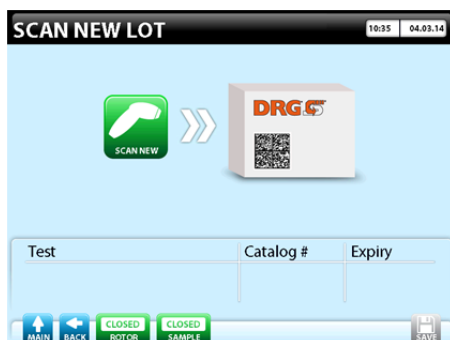 SCAN NEW LOT 10:35 04.03.14
DRG
SCAN NEW
Test Catalog # Expiry
CLOSED CLOSED
MAIN BACK ROTOR SAMPLE SAVE